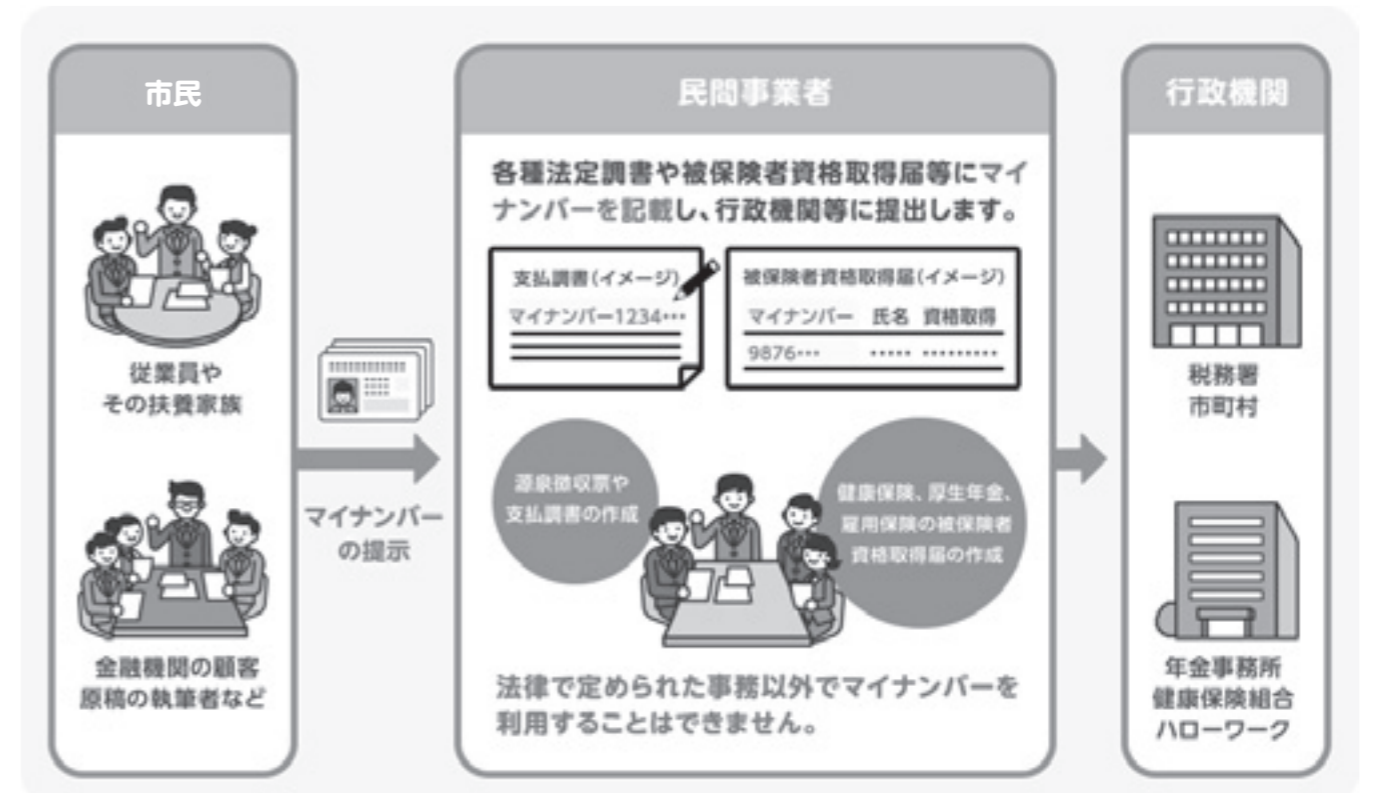 市民
従業員や
その扶養家族
金融機関の顧客
原稿の執筆者など
マイナンバー
の提示
民間事業者
各種法定調書や被保険者資格取得届等にマイ
ナンバーを記載し、行政機関等に提出します。
支払調書(イメージ)
マイナンバー1234…
被保険者資格取得届(イメージ)
マイナンバー 氏名 資格取得
9876… ••••• •••••••••
源泉徴収票や
支払調書の作成
健康保険、厚生年金、
雇用保険の被保険者
資格取得届の作成
法律で定められた事務以外でマイナンバーを
利用することはできません。
行政機関
税務署
市町村
年金事務所
健康保険組合
ハローワーク